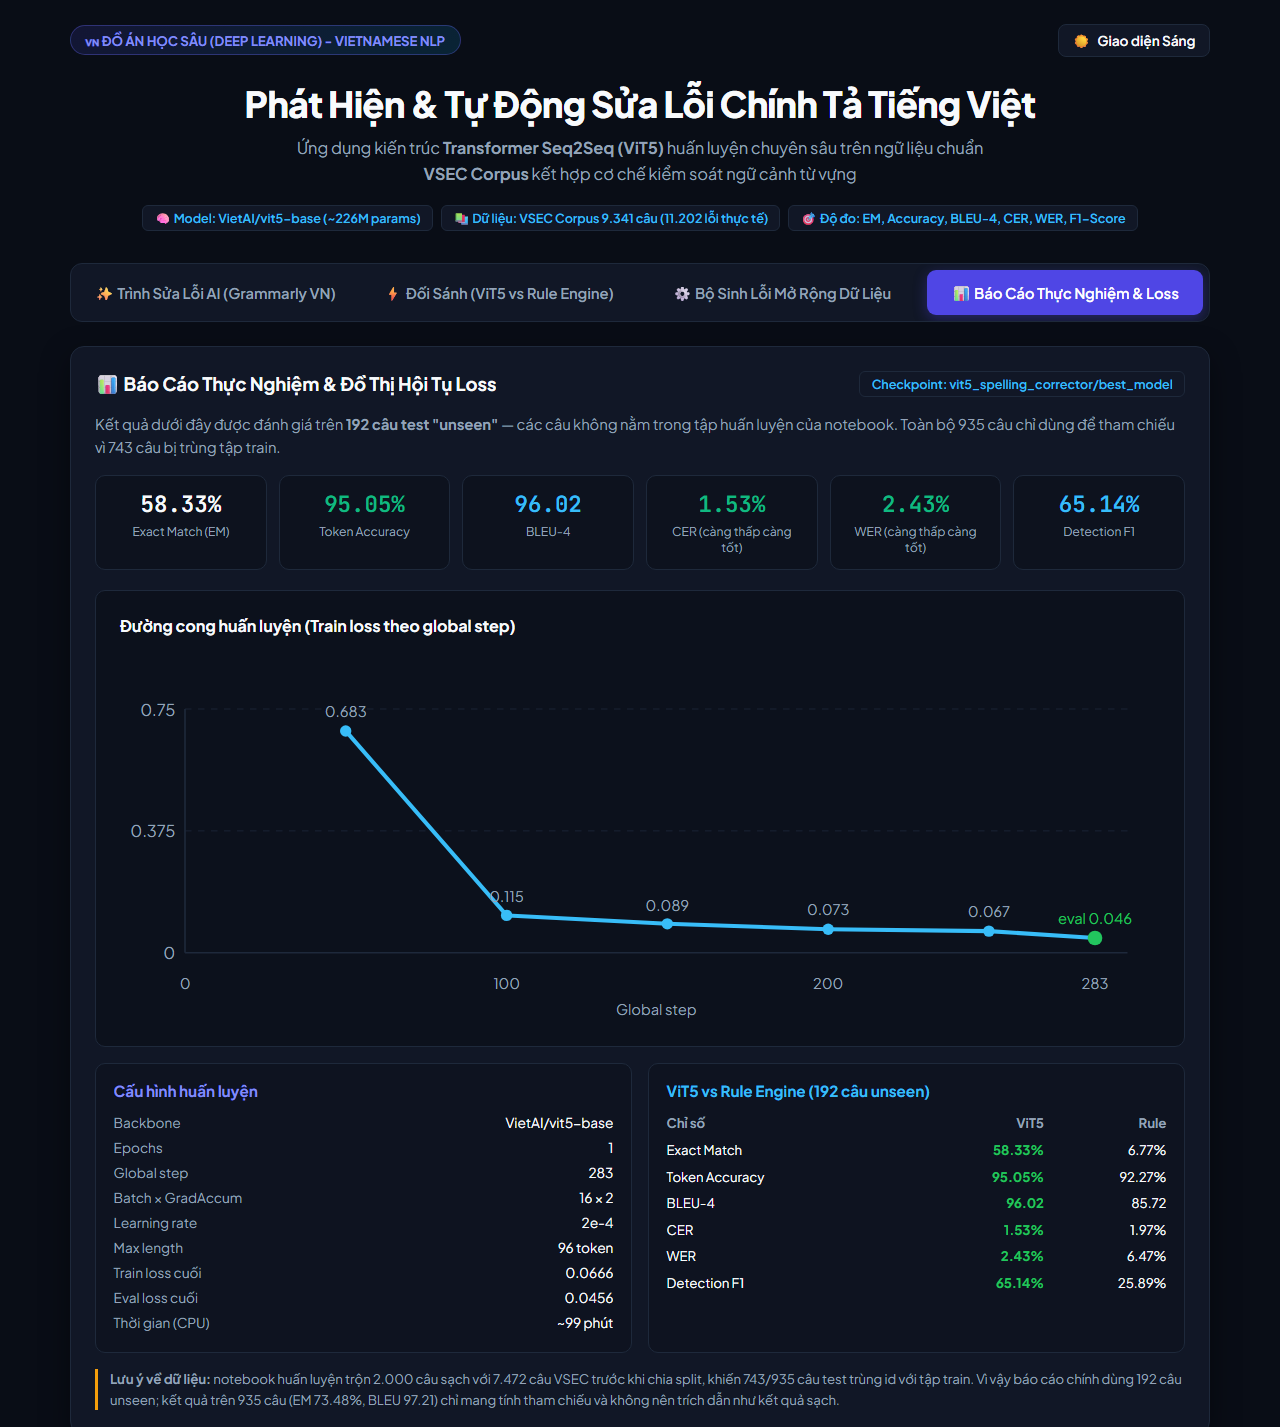 VN ĐỒ ÁN HỌC SÂU (DEEP LEARNING) - VIETNAMESE NLP
Giao diện Sáng
Phát Hiện & Tự Động Sửa Lỗi Chính Tả Tiếng Việt
Ứng dụng kiến trúc Transformer Seq2Seq (ViT5) huấn luyện chuyên sâu trên ngữ liệu chuẩn
VSEC Corpus kết hợp cơ chế kiểm soát ngữ cảnh từ vựng
Model: VietAI/vit5-base (~226M params)
Dữ liệu: VSEC Corpus 9.341 câu (11.202 lỗi thực tế)
Độ đo: EM, Accuracy, BLEU-4, CER, WER, F1-Score
Trình Sửa Lỗi AI (Grammarly VN)
Đối Sánh (ViT5 vs Rule Engine)
Bộ Sinh Lỗi Mở Rộng Dữ Liệu
Báo Cáo Thực Nghiệm & Loss
Báo Cáo Thực Nghiệm & Đồ Thị Hội Tụ Loss
Checkpoint: vit5_spelling_corrector/best_model
Kết quả dưới đây được đánh giá trên 192 câu test "unseen" — các câu không nằm trong tập huấn luyện của notebook. Toàn bộ 935 câu chỉ dùng để tham chiếu
vì 743 câu bị trùng tập train.
58.33%
Exact Match (EM)
95.05%
Token Accuracy
96.02
BLEU-4
1.53%
CER (càng thấp càng
tốt)
2.43%
WER (càng thấp càng
tốt)
65.14%
Detection F1
Đường cong huấn luyện (Train loss theo global step)
0.75
0.375
0
0.683
0.115
0.089
0.073
0.067
eval 0.046
0
100
200
283
Global step
Cấu hình huấn luyện
Backbone VietAI/vit5-base
Epochs 1
Global step 283
Batch × GradAccum 16 × 2
Learning rate 2e-4
Max length 96 token
Train loss cuối 0.0666
Eval loss cuối 0.0456
Thời gian (CPU) ~99 phút
ViT5 vs Rule Engine (192 câu unseen)
Chỉ số ViT5 Rule
Exact Match 58.33% 6.77%
Token Accuracy 95.05% 92.27%
BLEU-4 96.02 85.72
CER 1.53% 1.97%
WER 2.43% 6.47%
Detection F1 65.14% 25.89%
Lưu ý về dữ liệu: notebook huấn luyện trộn 2.000 câu sạch với 7.472 câu VSEC trước khi chia split, khiến 743/935 câu test trùng id với tập train. Vì vậy báo cáo chính dùng 192 câu
unseen; kết quả trên 935 câu (EM 73.48%, BLEU 97.21) chỉ mang tính tham chiếu và không nên trích dẫn như kết quả sạch.